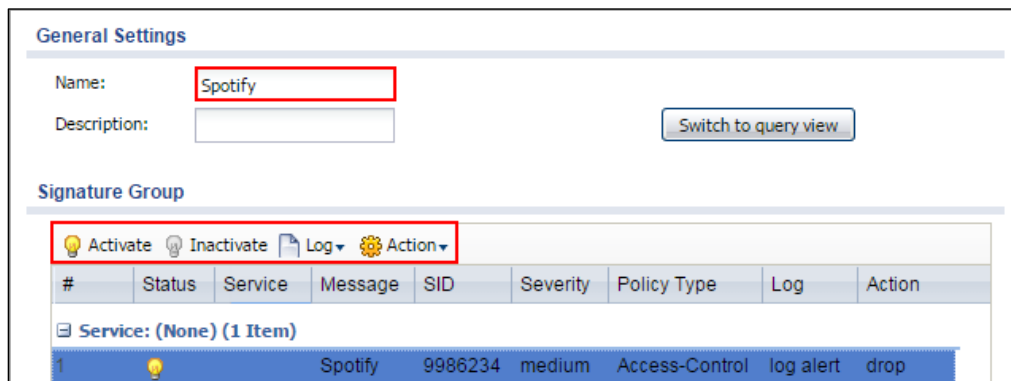 General Settings
Name: Spotify
Description:
Switch to query view
Signature Group
Activate Inactivate Log Action
# Status Service Message SID Severity Policy Type Log Action
Service: (None) (1 Item)
1 Spotify 9986234 medium Access-Control log alert drop